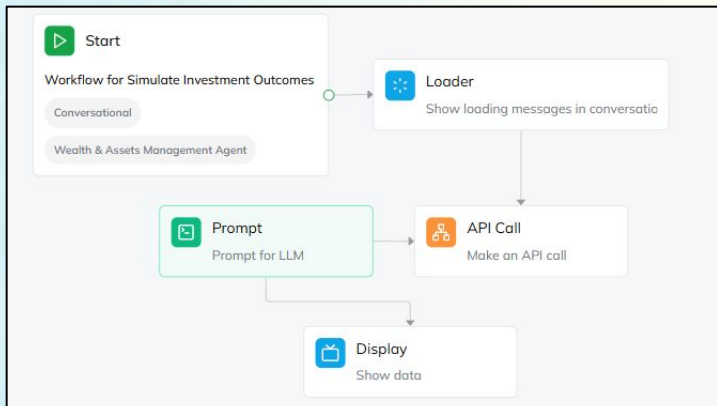 Start
Workflow for Simulate Investment Outcomes
Conversational
Wealth & Assets Management Agent
Loader
Show loading messages in conversatio
Prompt
Prompt for LLM
API Call
Make an API call
Display
Show data